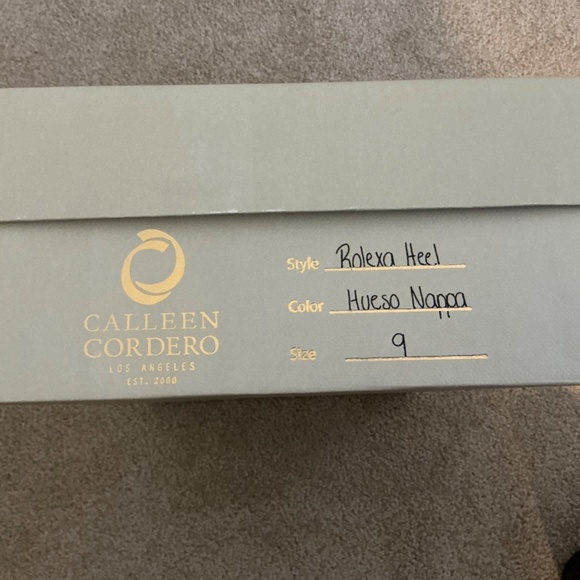 CALLEEN
CORDERO
LOS ANGELES
EST. 2000
Style Rolexa Heel
Color Hueso Nappa
Size 9